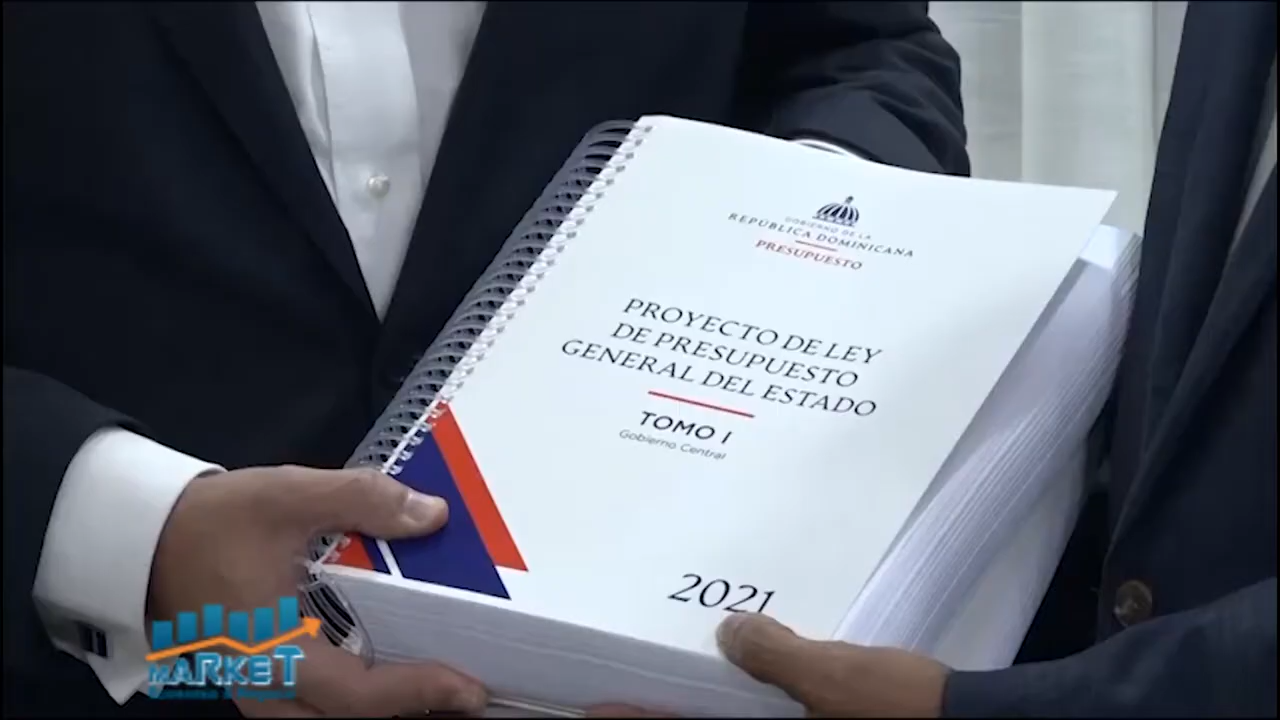 GOBIERNO DE LA
REPÚBLICA DOMINICANA
PRESUPUESTO
PROYECTO DE LEY
DE PRESUPUESTO
GENERAL DEL ESTADO
TOMO I
Gobierno Central
2021
MARKET